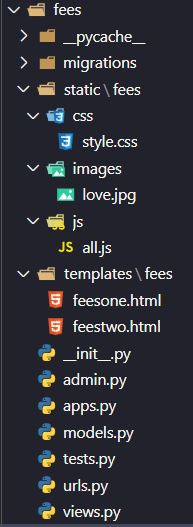 fees
__pycache__
migrations
static\fees
css
style.css
images
love.jpg
js
JS all.js
templates\fees
feesone.html
feestwo.html
__init__.py
admin.py
apps.py
models.py
tests.py
urls.py
views.py